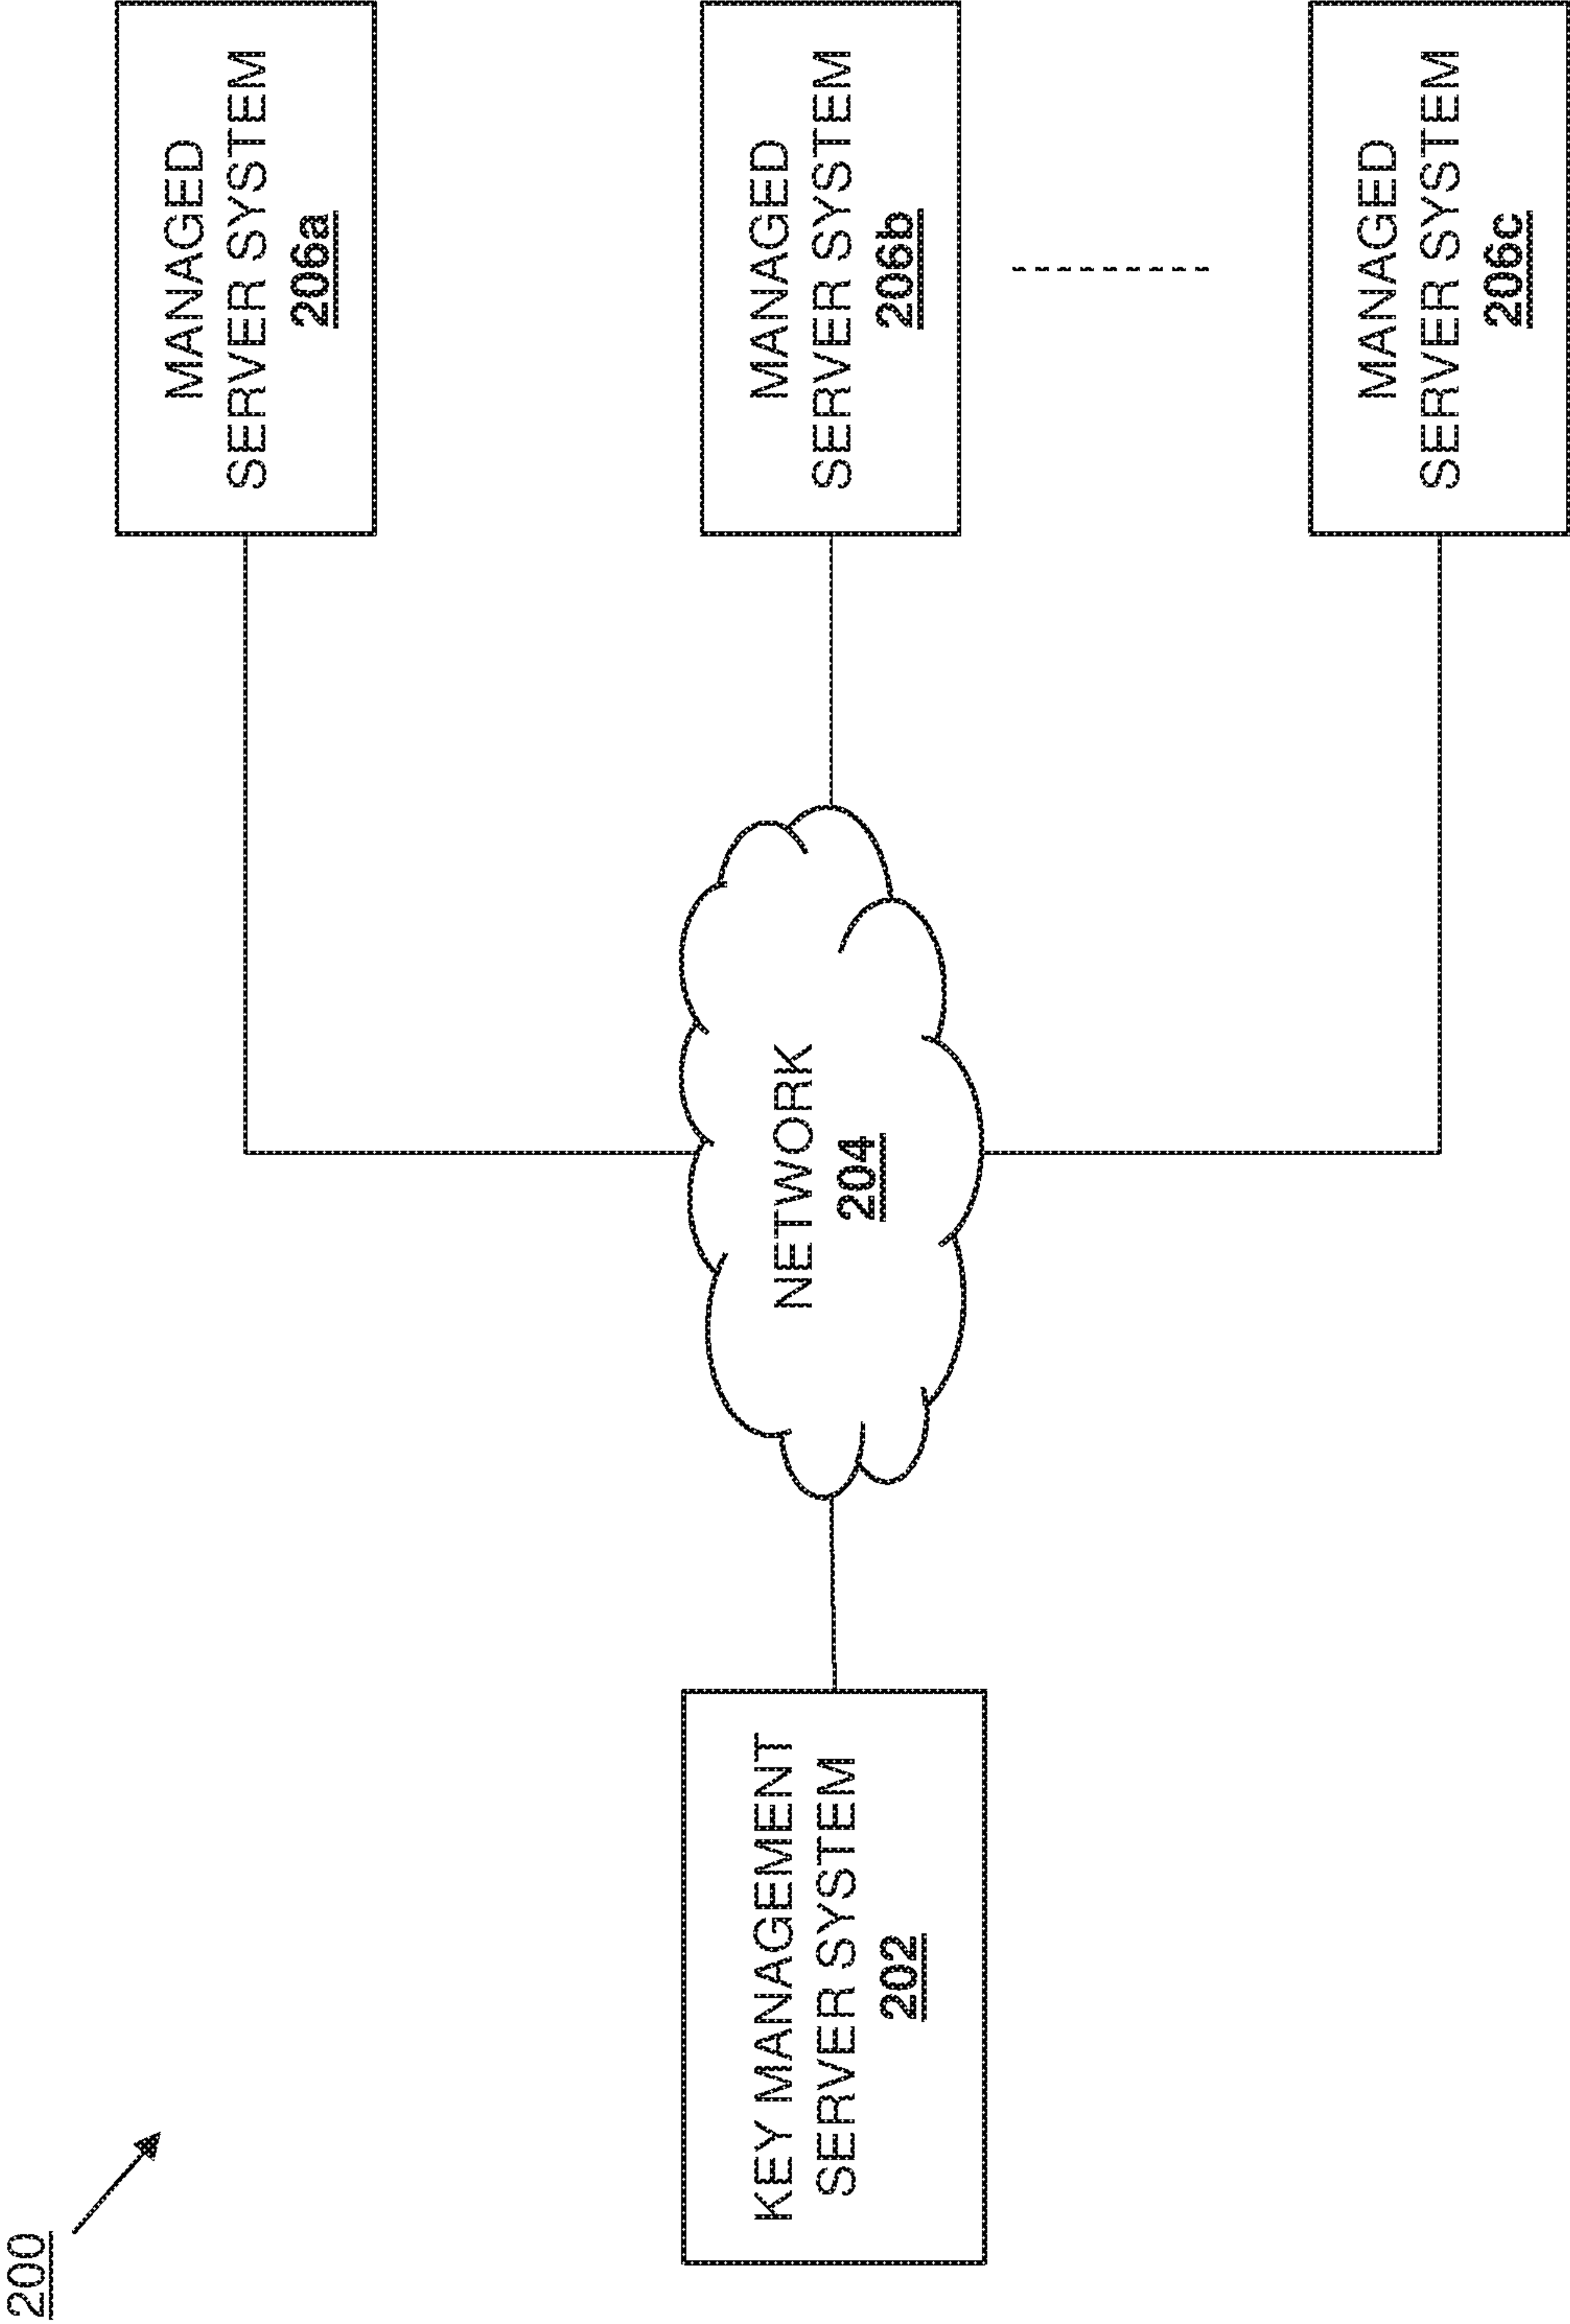 200
KEY MANAGEMENT
SERVER SYSTEM
202
NETWORK
204
MANAGED
SERVER SYSTEM
206a
MANAGED
SERVER SYSTEM
206b
MANAGED
SERVER SYSTEM
206c